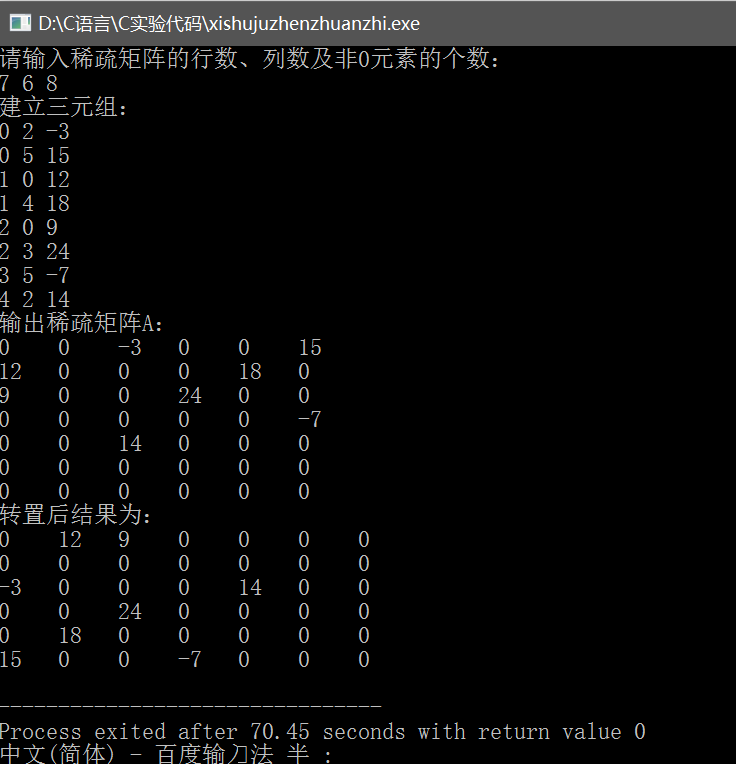 D:\C语言\C实验代码\xishujuzhenzhuanzhi.exe
请输入稀疏矩阵的行数、列数及非0元素的个数:
7 6 8
建立三元组:
0 2 -3
0 5 15
1 0 12
1 4 18
2 0 9
2 3 24
3 5 -7
4 2 14
输出稀疏矩阵A:
0 0 -3 0 0 15
12 0 0 0 18 0
9 0 0 24 0 0
0 0 0 0 0 -7
0 0 14 0 0 0
0 0 0 0 0 0
0 0 0 0 0 0
转置后结果为:
0 12 9 0 0 0 0
0 0 0 0 0 0 0
-3 0 0 0 14 0 0
0 0 24 0 0 0 0
0 18 0 0 0 0 0
15 0 0 -7 0 0 0
--------------------------------
Process exited after 70.45 seconds with return value 0
中文(简体) - 百度输入法 半 :